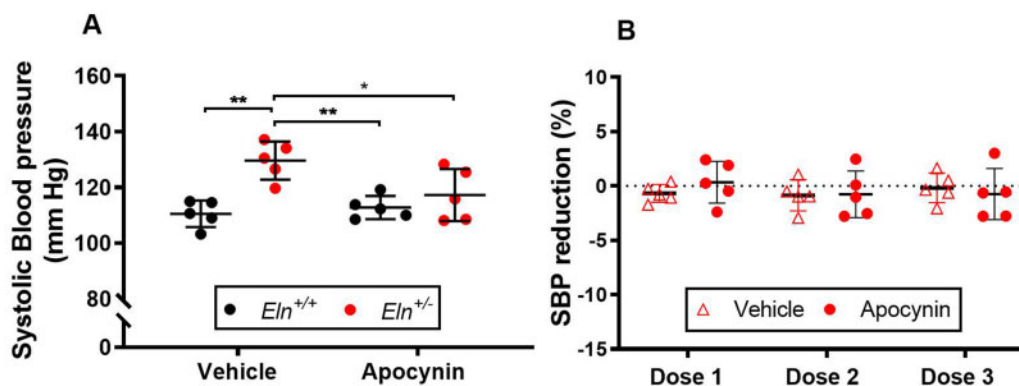 A
Systolic Blood pressure
(mm Hg)
160
140
120
100
80
0
**
**
*
Eln+/+
Eln+/-
Vehicle
Apocynin
B
SBP reduction (%)
10
5
0
-5
-10
-15
Vehicle
Apocynin
Dose 1
Dose 2
Dose 3